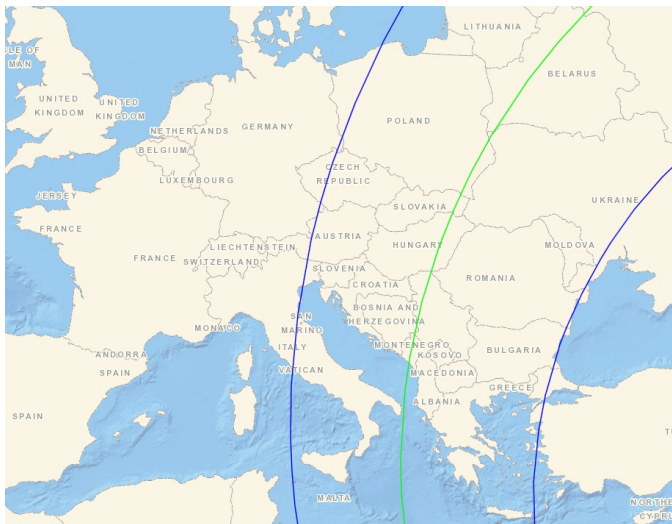 LITHUANIA
ISLE OF
MAN
BELARUS
UNITED
KINGDOM
UNITED
KINGDOM
POLAND
NETHERLANDS
GERMANY
BELGIUM
CZECH
REPUBLIC
LUXEMBOURG
JERSEY
UKRAINE
SLOVAKIA
FRANCE
AUSTRIA
LIECHTENSTEIN
HUNGARY
MOLDOVA
FRANCE
SWITZERLAND
SLOVENIA
ROMANIA
CROATIA
BOSNIA AND
HERZEGOVINA
SAN
MARINO
MONACO
ITALY
MONTENEGRO
BULGARIA
ANDORRA
KOSOVO
SPAIN
VATICAN
MACEDONIA
GREECE
ALBANIA
SPAIN
MALTA
NORTHE
CYPRU